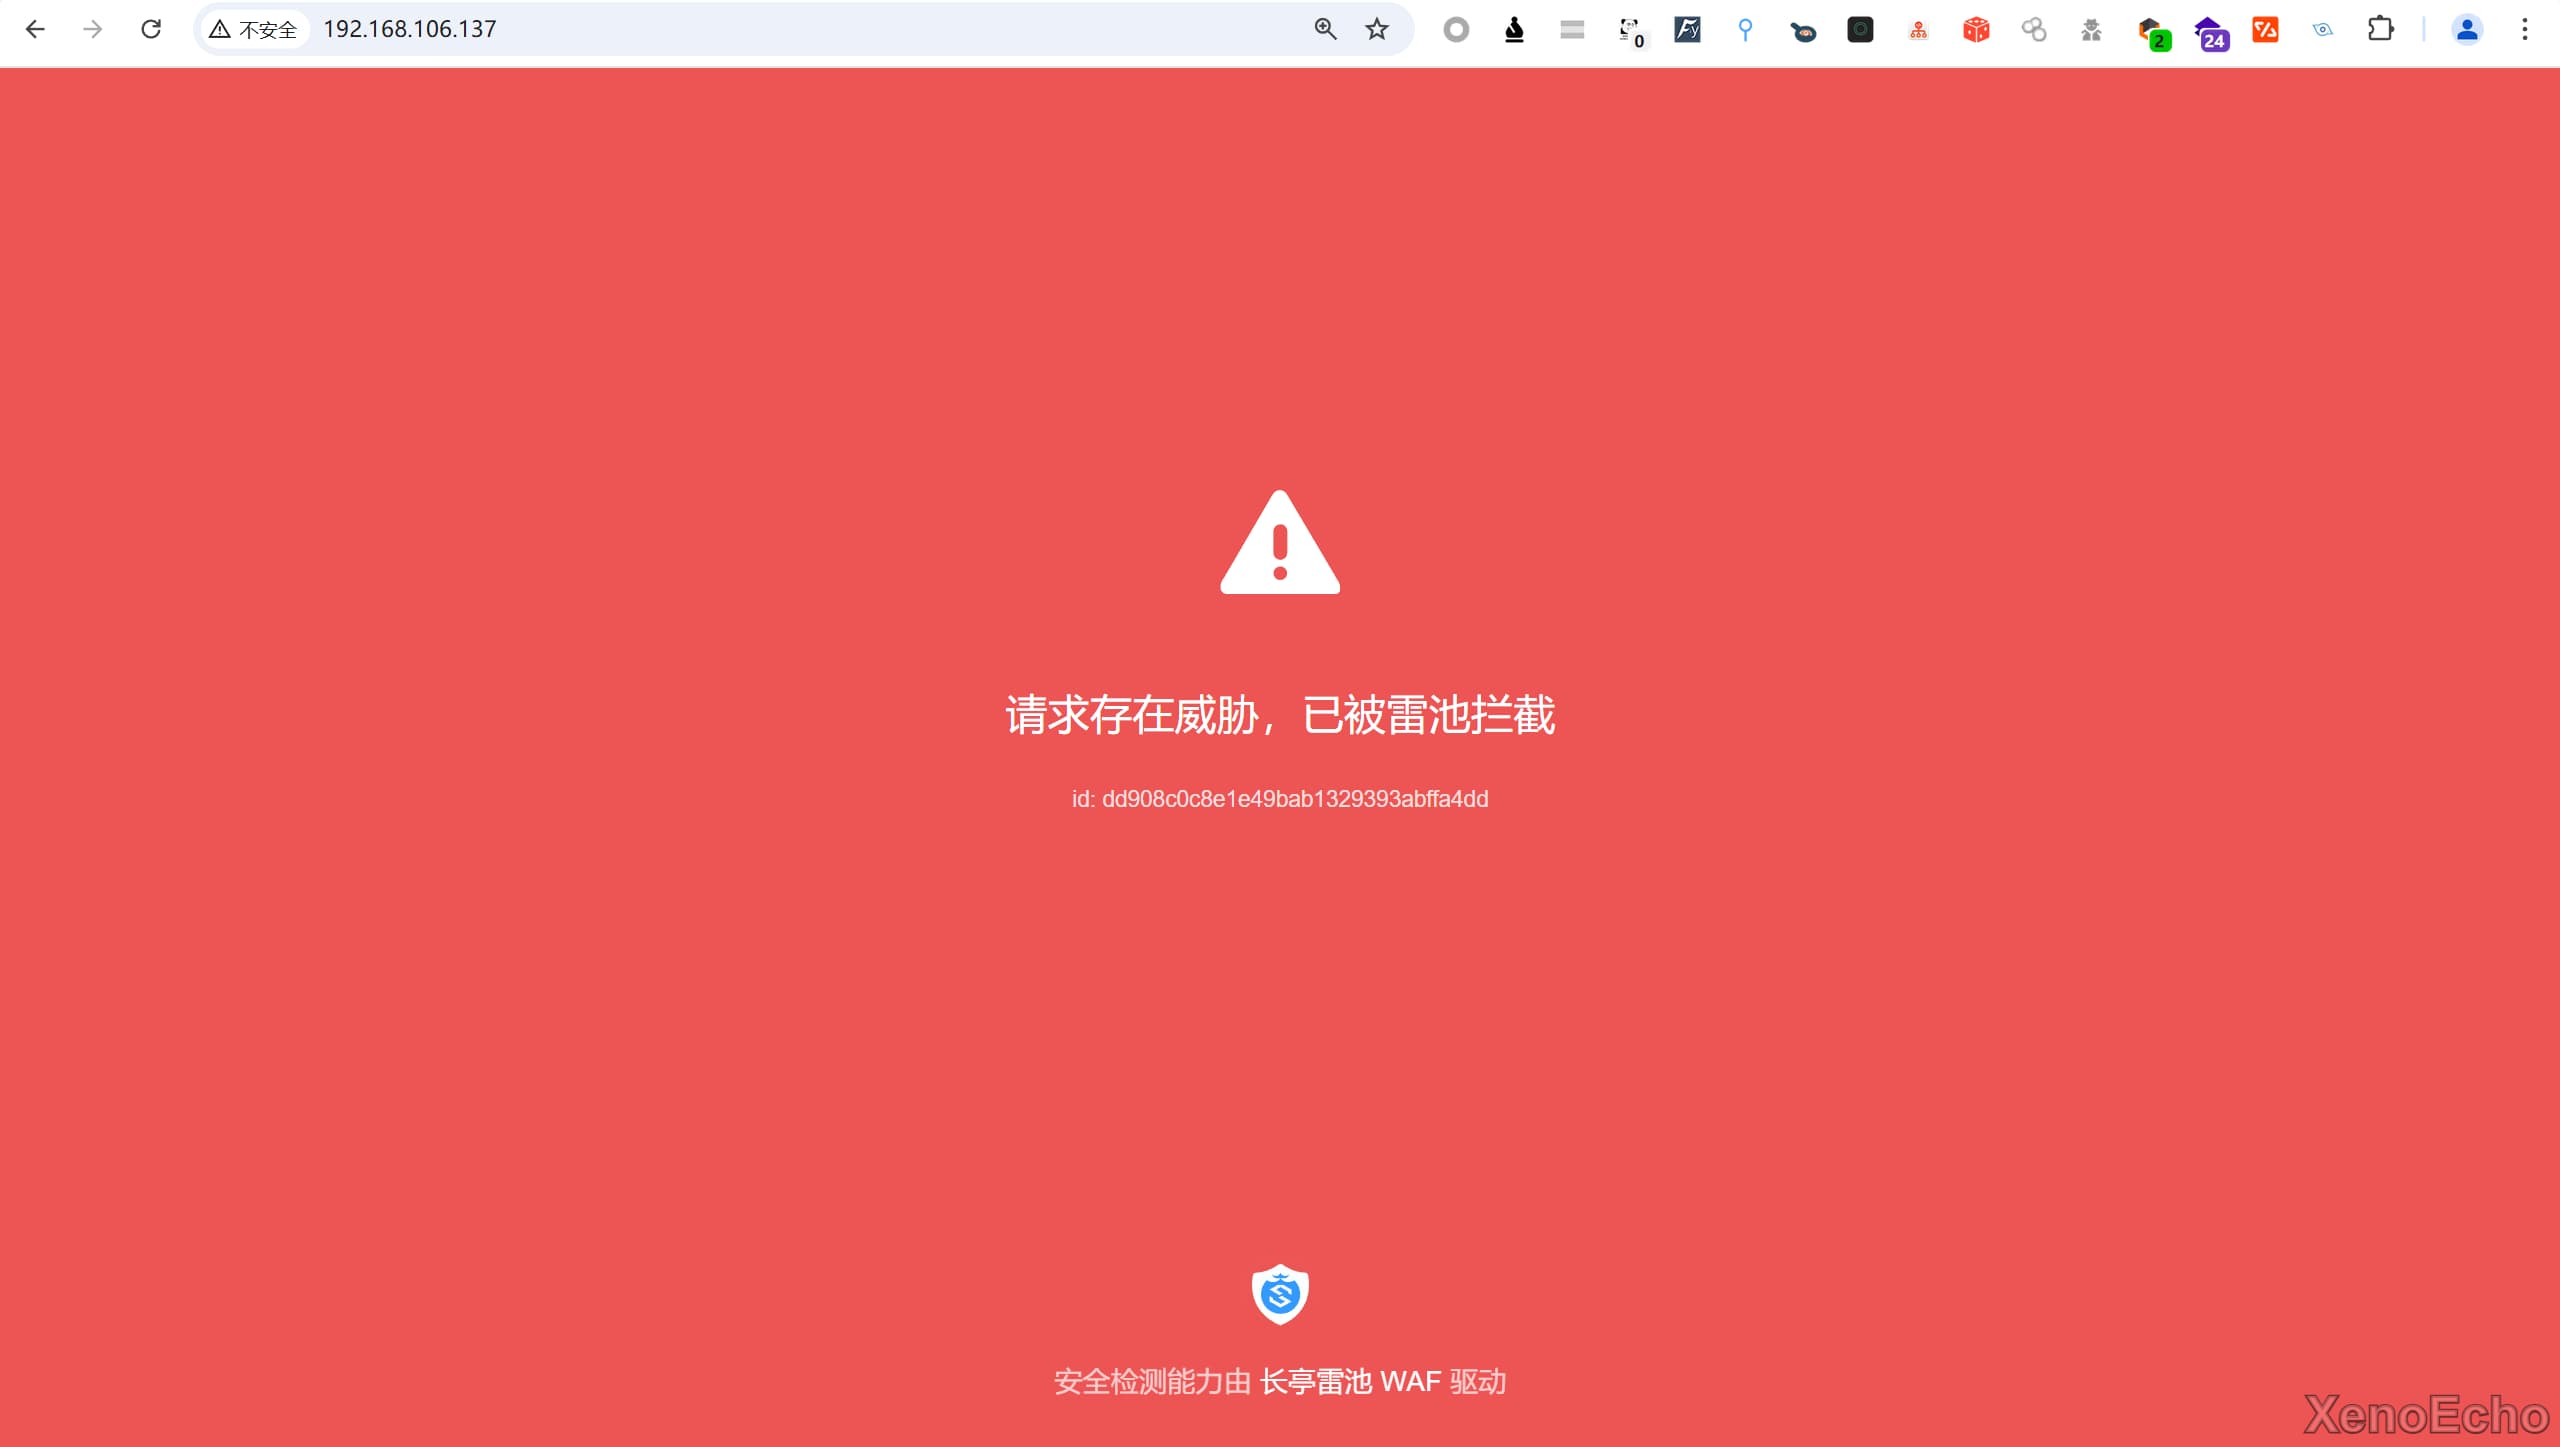 不安全 192.168.106.137
0 Fy 2 24
请求存在威胁，已被雷池拦截
id: dd908c0c8e1e49bab1329393abffa4dd
安全检测能力由 长亭雷池 WAF 驱动
XenoEcho